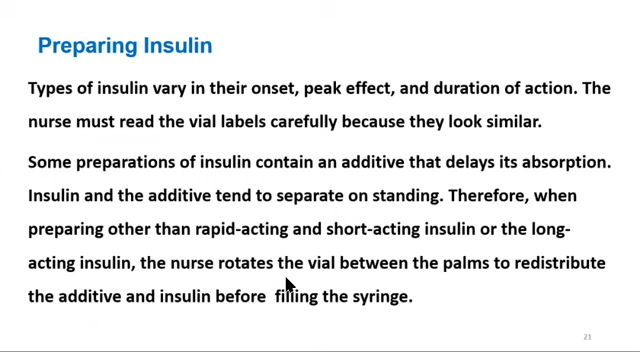 Preparing Insulin
Types of insulin vary in their onset, peak effect, and duration of action. The
nurse must read the vial labels carefully because they look similar.
Some preparations of insulin contain an additive that delays its absorption.
Insulin and the additive tend to separate on standing. Therefore, when
preparing other than rapid-acting and short-acting insulin or the long-
acting insulin, the nurse rotates the vial between the palms to redistribute
the additive and insulin before filling the syringe.
21